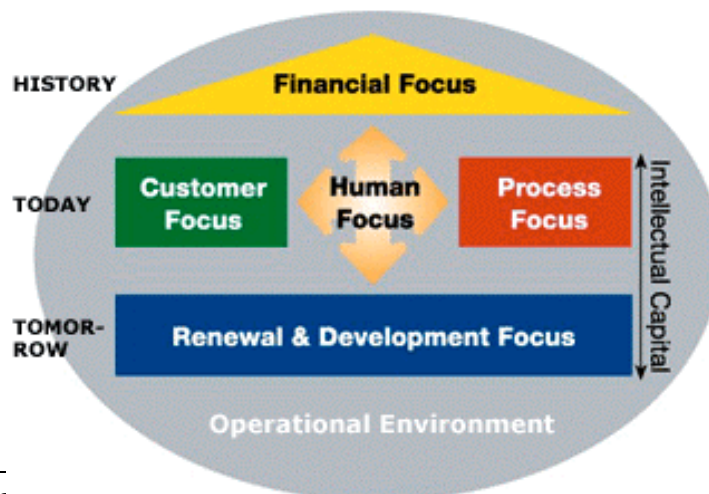 HISTORY
Financial Focus
TODAY
Customer
Focus
Human
Focus
Process
Focus
Intellectual Capital
TOMOR-
ROW
Renewal & Development Focus
Operational Environment